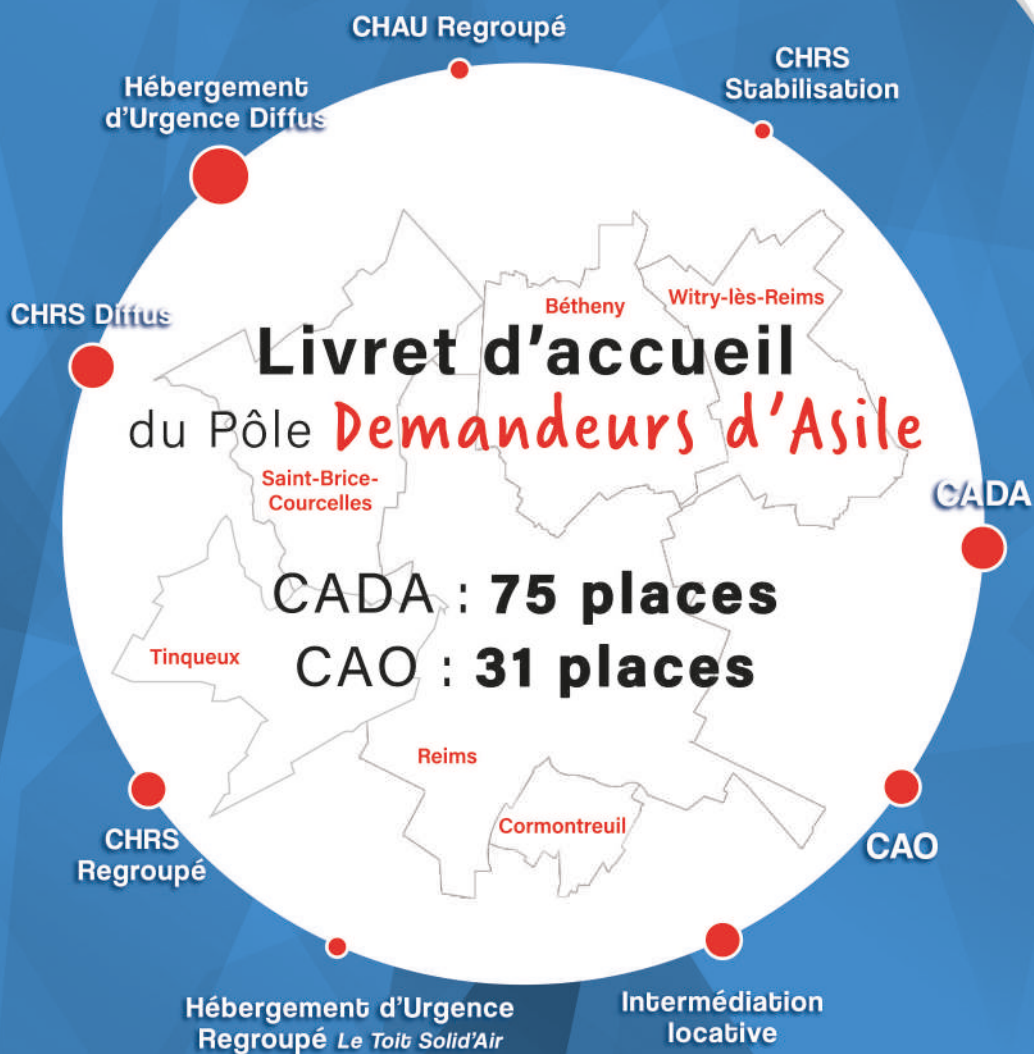 CHAU Regroupé
CHRS
Stabilisation
Hébergement
d'Urgence Diffus
CHRS Diffus
Bétheny
Witry-lès-Reims
Livret d'accueil
du Pôle Demandeurs d'Asile
Saint-Brice-
Courcelles
CADA
CADA : 75 places
Tinqueux
CAO : 31 places
Reims
Cormontreuil
CHRS
Regroupé
CAO
Hébergement d'Urgence
Regroupé Le Toit Solid'Air
Intermédiation
locative